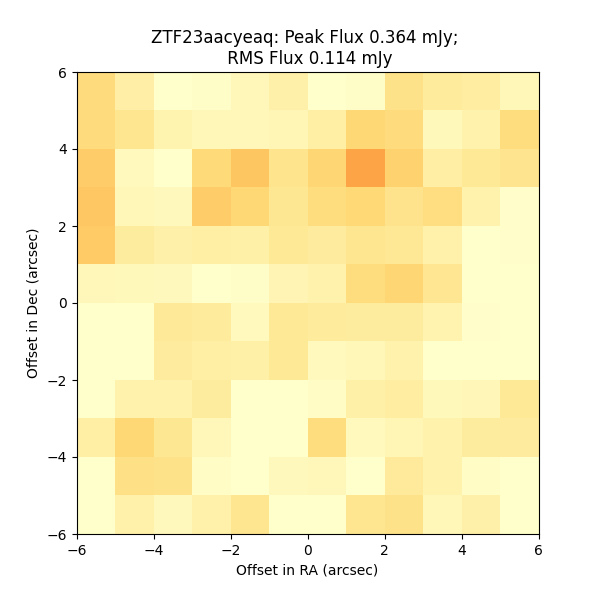 ZTF23aacyeaq: Peak Flux 0.364 mJy;
RMS Flux 0.114 mJy
6
4
2
0
−2
−4
−6
Offset in Dec (arcsec)
−6 −4 −2 0 2 4 6
Offset in RA (arcsec)